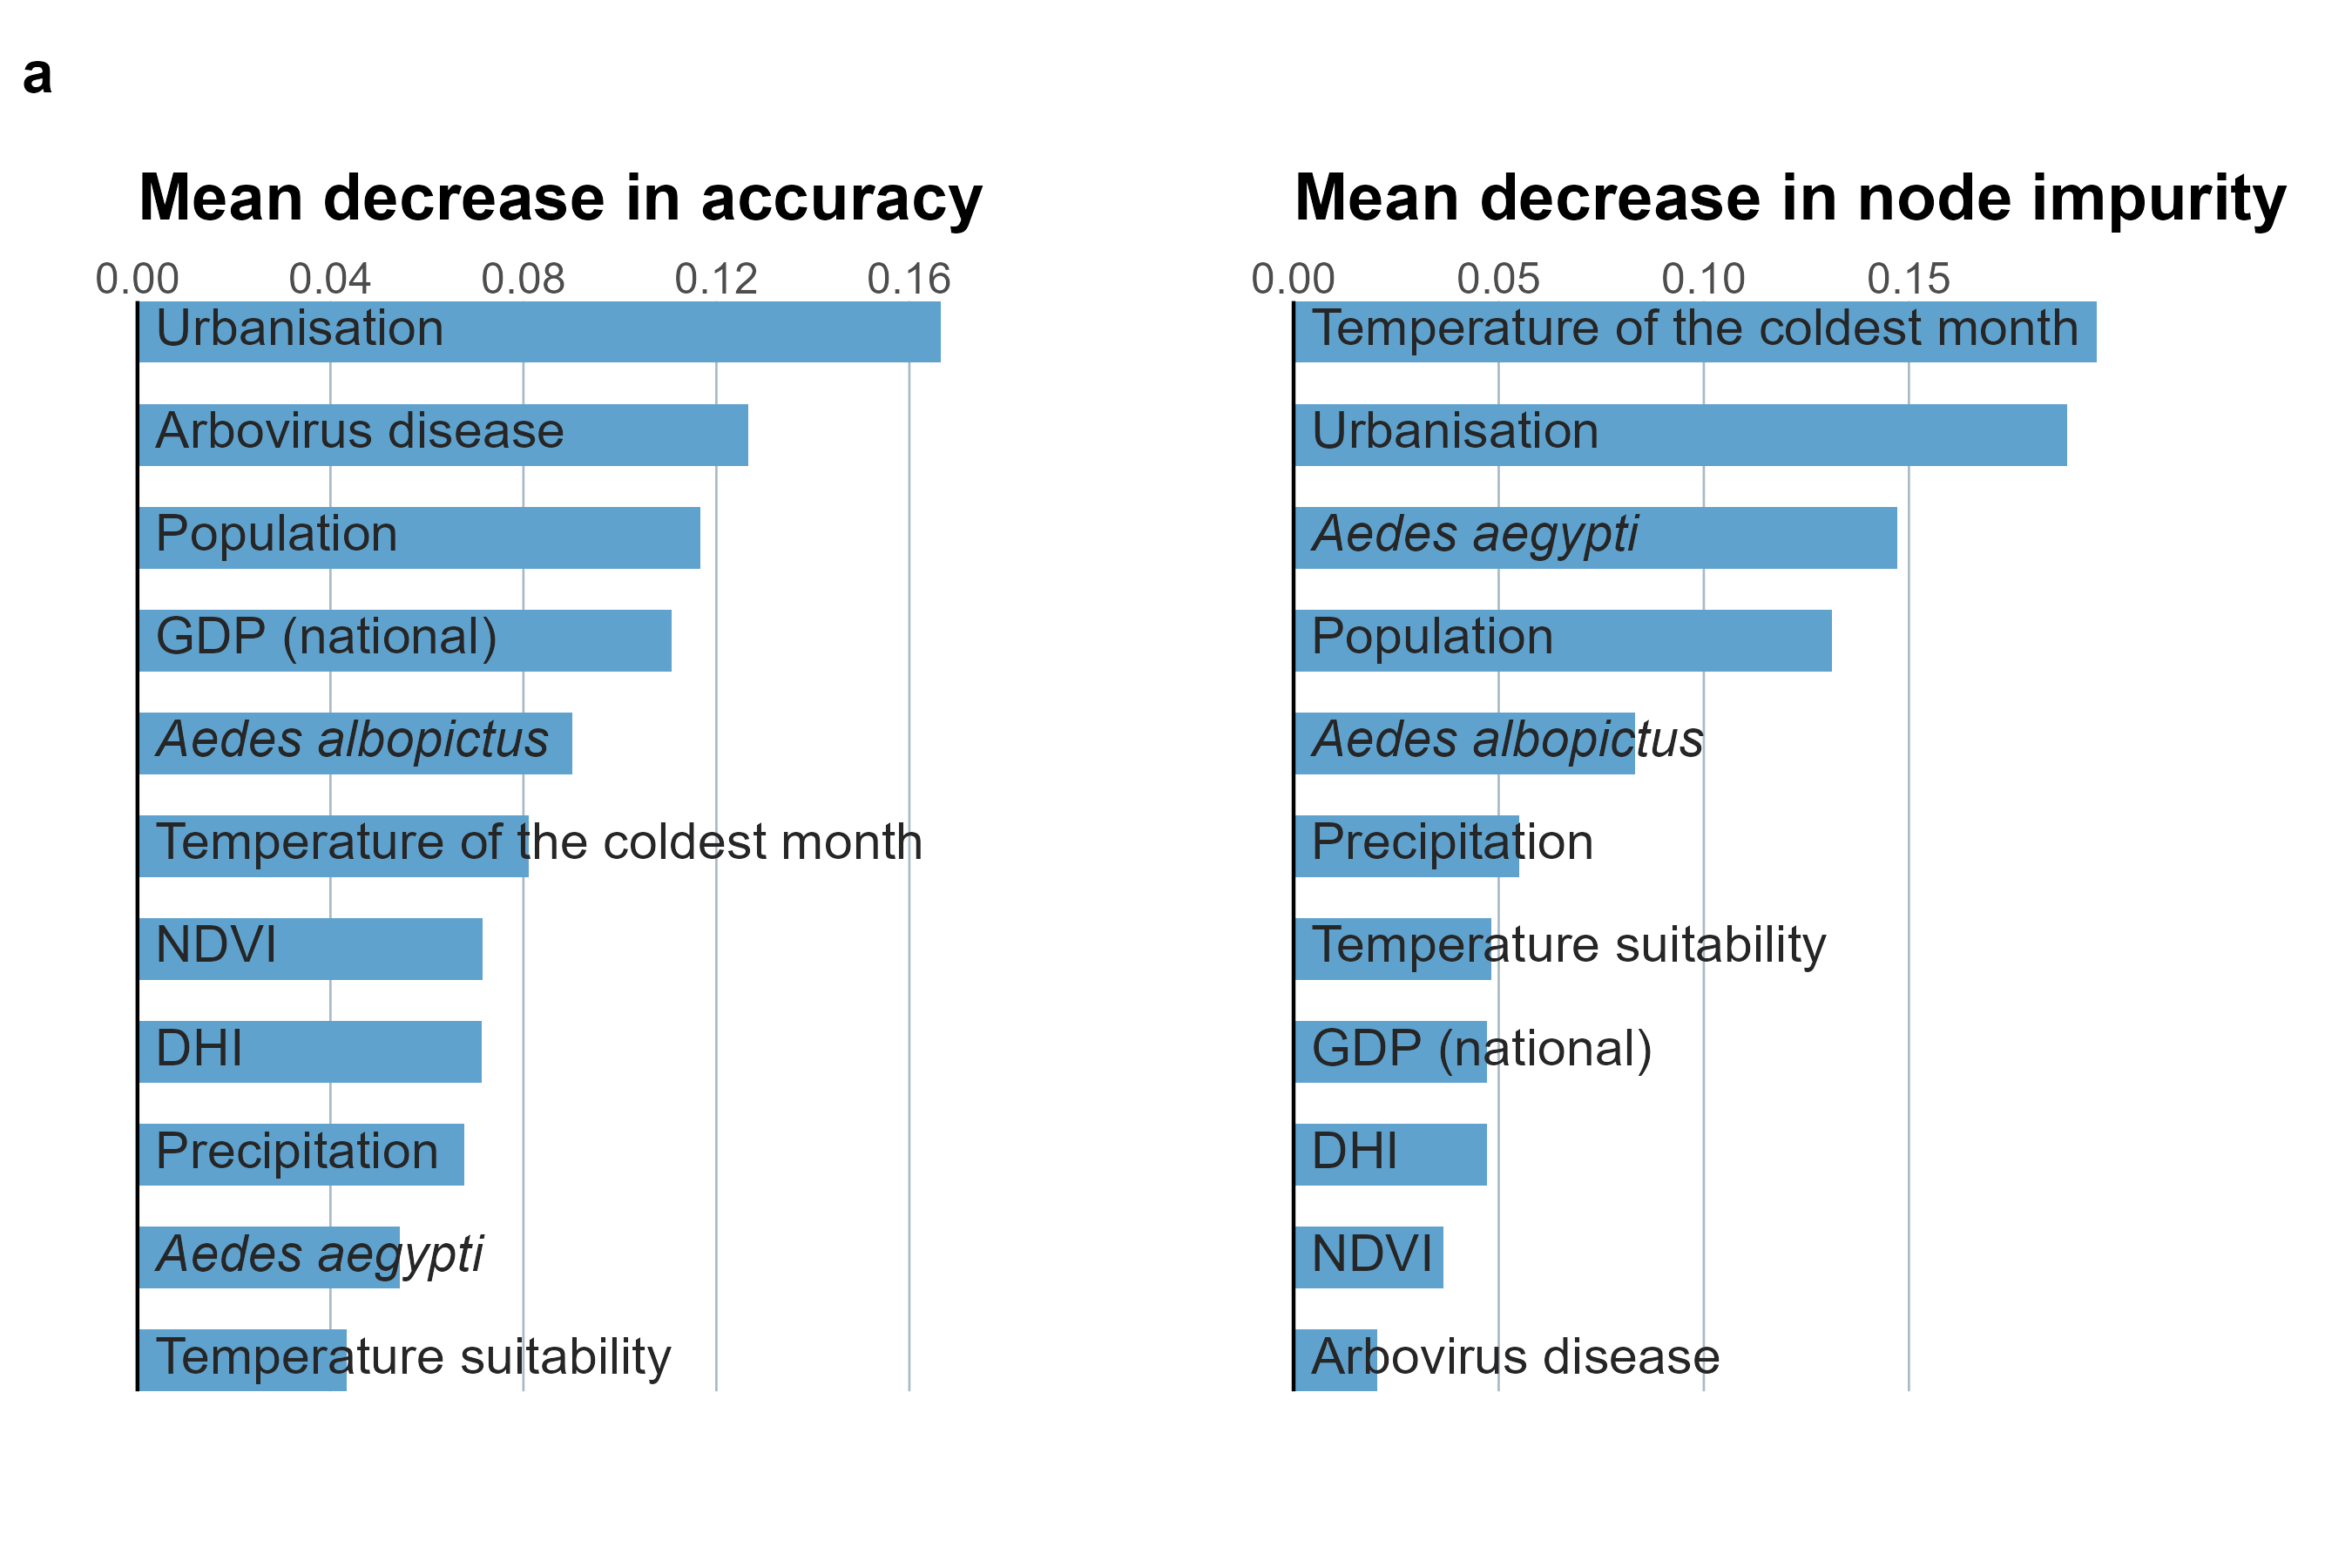 a
Mean decrease in accuracy
0.00 0.04 0.08 0.12 0.16
Urbanisation
Arbovirus disease
Population
GDP (national)
Aedes albopictus
Temperature of the coldest month
NDVI
DHI
Precipitation
Aedes aegypti
Temperature suitability
Mean decrease in node impurity
0.00 0.05 0.10 0.15
Temperature of the coldest month
Urbanisation
Aedes aegypti
Population
Aedes albopictus
Precipitation
Temperature suitability
GDP (national)
DHI
NDVI
Arbovirus disease